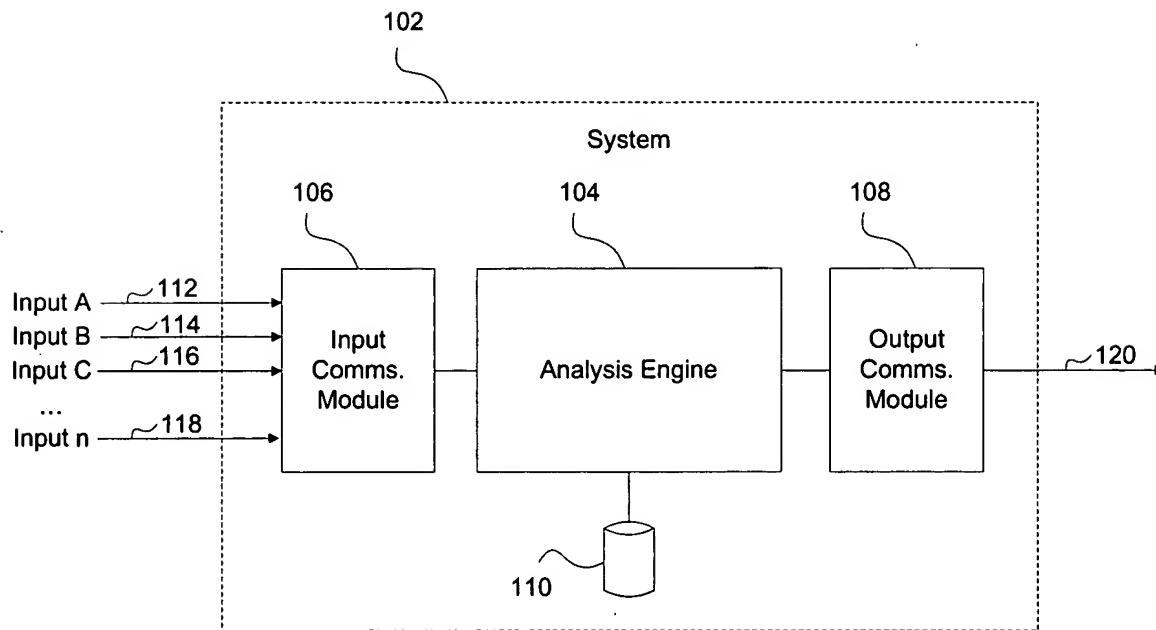 102
System
106
104
108
Input A
112
Input B
114
Input C
116
...
Input n
118
Input
Comms.
Module
Analysis Engine
Output
Comms.
Module
120
110